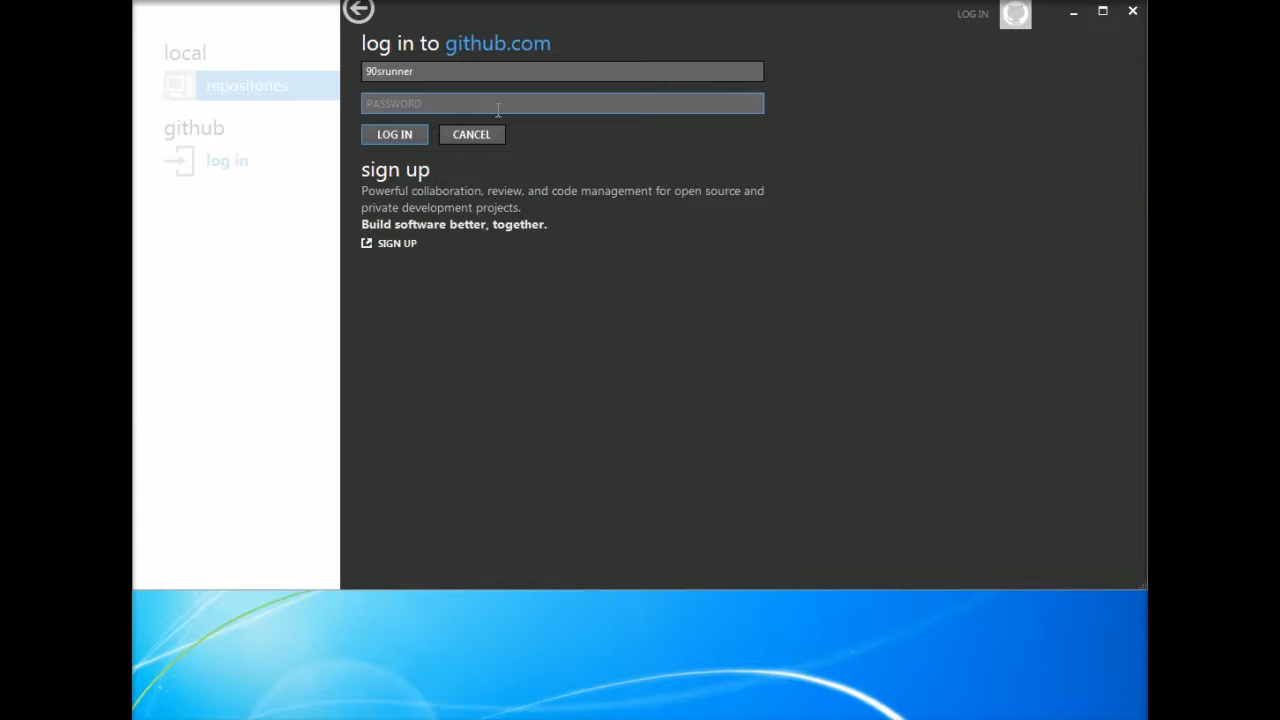 local
repositories
github
log in
LOG IN
log in to github.com
90srunner
PASSWORD
LOG IN
CANCEL
sign up
Powerful collaboration, review, and code management for open source and
private development projects.
Build software better, together.
SIGN UP